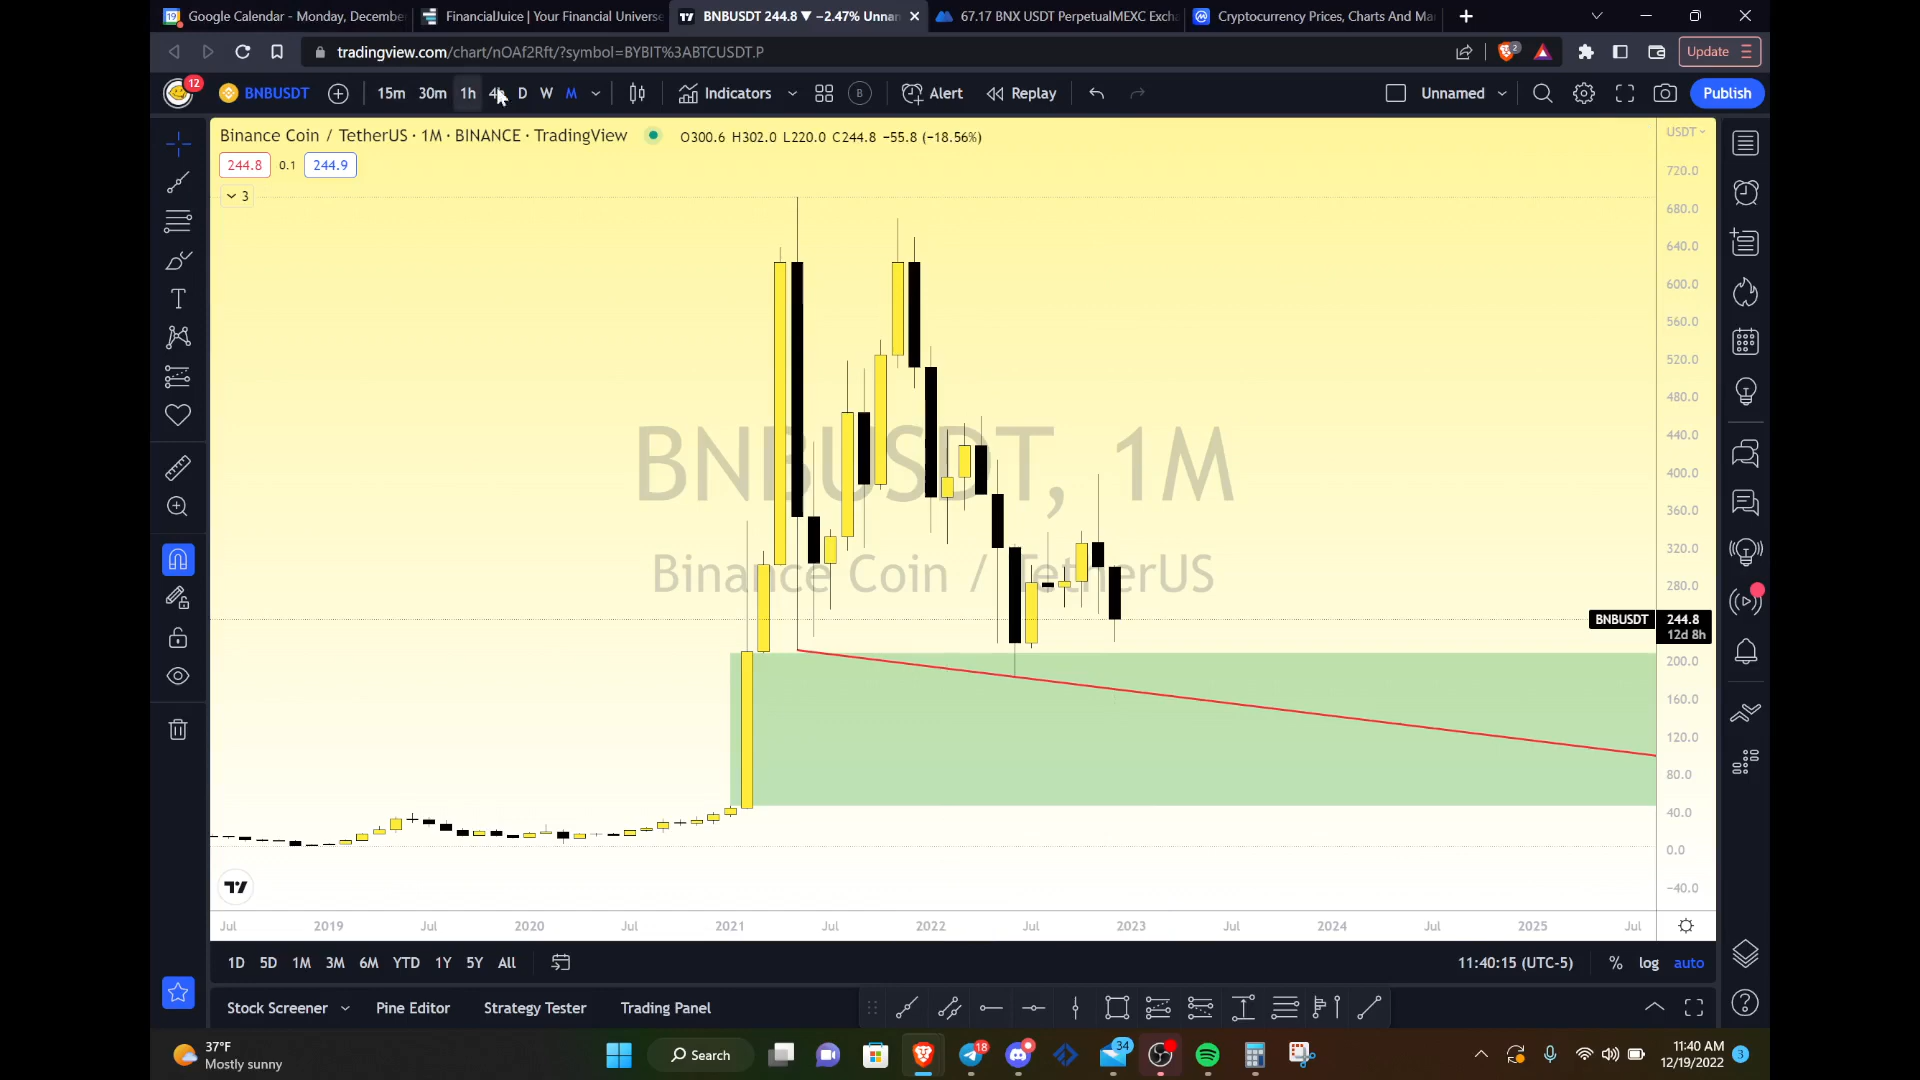 Google Calendar - Monday, Decembe
FinancialJuice | Your Financial Universe
BNBUSDT 244.8 ▼ −2.47% Unnan
67.17 BNX USDT PerpetualMEXC Excha
Cryptocurrency Prices, Charts And Ma
tradingview.com/chart/nOAf2Rft/?symbol=BYBIT%3ABTCUSDT.P
2
Update
12
BNBUSDT
15m 30m 1h 4h D W M
Indicators
B
Alert
Replay
Unnamed
Publish
Binance Coin / TetherUS · 1M · BINANCE · TradingView
O300.6 H302.0 L220.0 C244.8 −55.8 (−18.56%)
USDT
244.8 0.1 244.9
3
BNBUSDT, 1M
Binance Coin / TetherUS
720.0
680.0
640.0
600.0
560.0
520.0
480.0
440.0
400.0
360.0
320.0
280.0
BNBUSDT 244.8
12d 8h
200.0
160.0
120.0
80.0
40.0
0.0
−40.0
Jul 2019 Jul 2020 Jul 2021 Jul 2022 Jul 2023 Jul 2024 Jul 2025 Jul
1D 5D 1M 3M 6M YTD 1Y 5Y All
11:40:15 (UTC-5) % log auto
Stock Screener Pine Editor Strategy Tester Trading Panel
37°F
Mostly sunny
Search
18
34
11:40 AM
12/19/2022
3